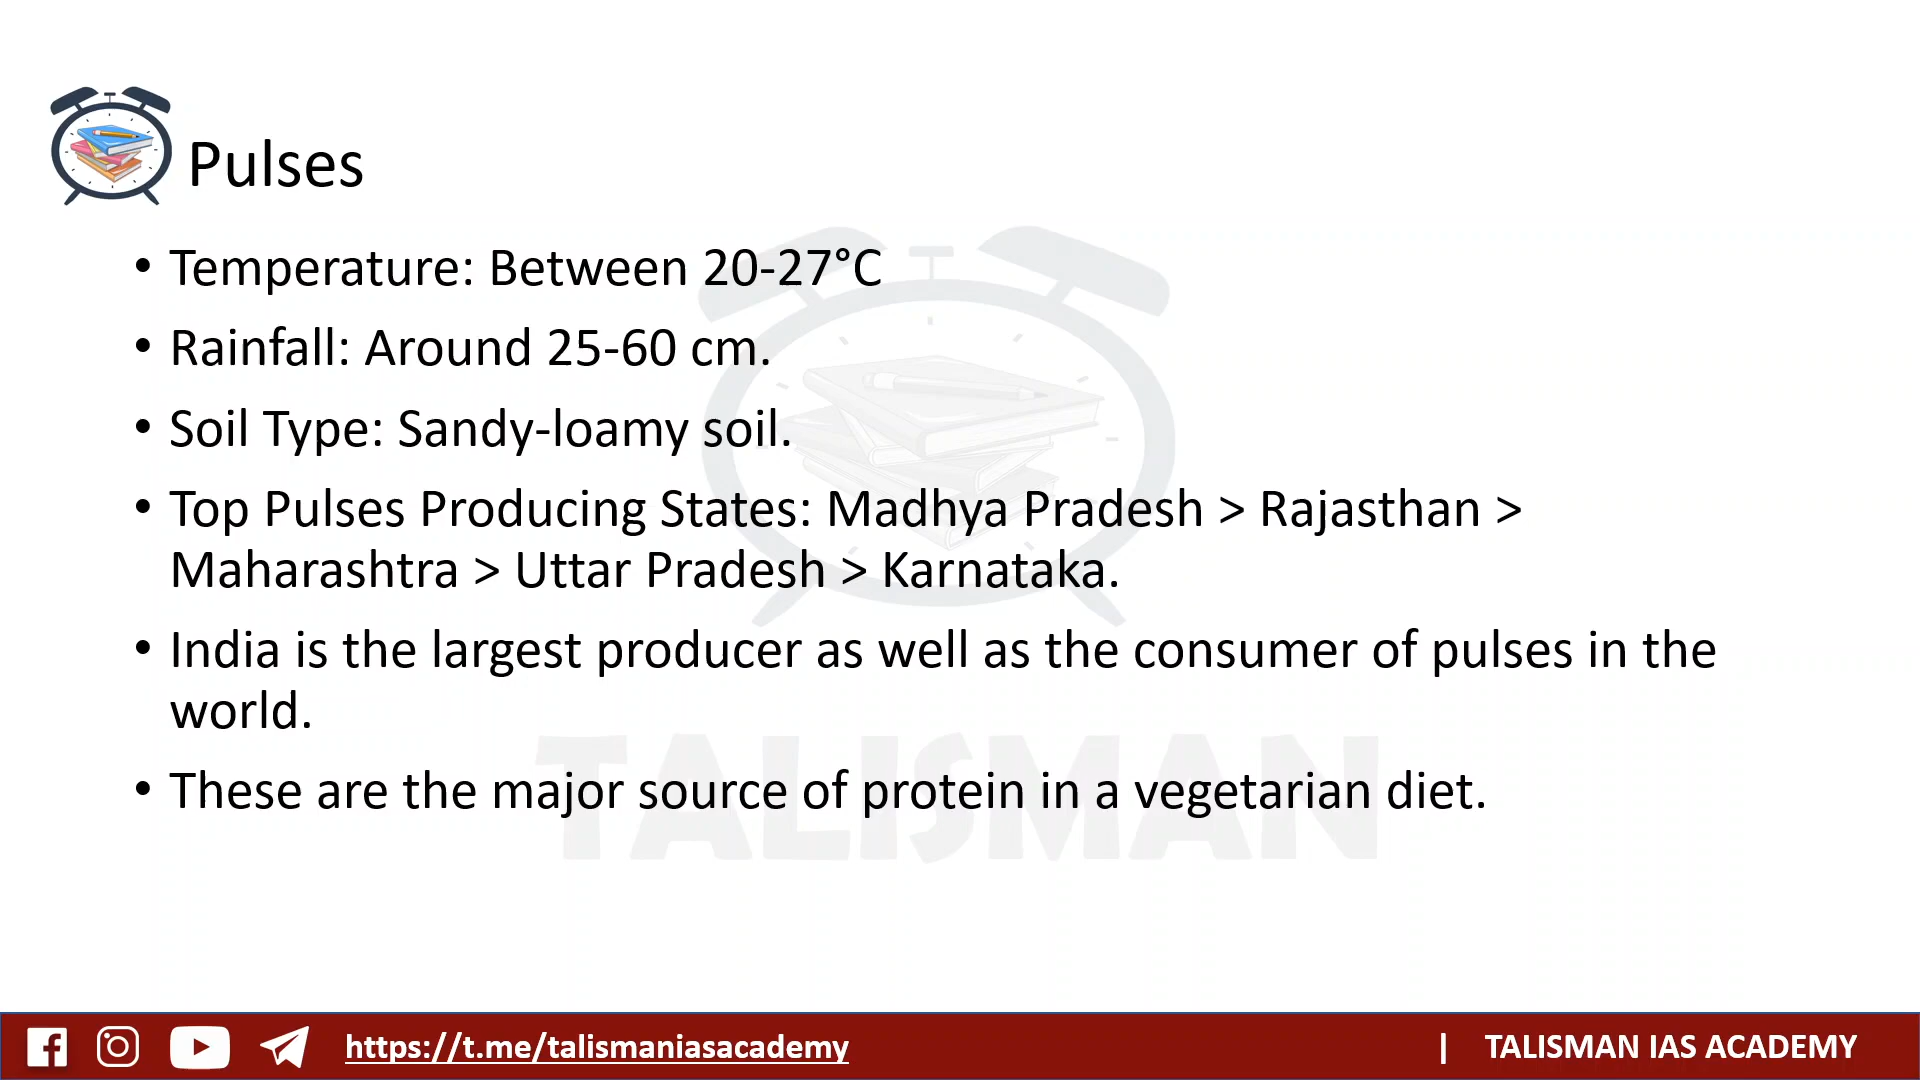 Pulses
• Temperature: Between 20-27°C
• Rainfall: Around 25-60 cm.
• Soil Type: Sandy-loamy soil.
• Top Pulses Producing States: Madhya Pradesh > Rajasthan >
Maharashtra > Uttar Pradesh > Karnataka.
• India is the largest producer as well as the consumer of pulses in the
world.
• These are the major source of protein in a vegetarian diet.
TALISMAN
https://t.me/talismaniasacademy | TALISMAN IAS ACADEMY